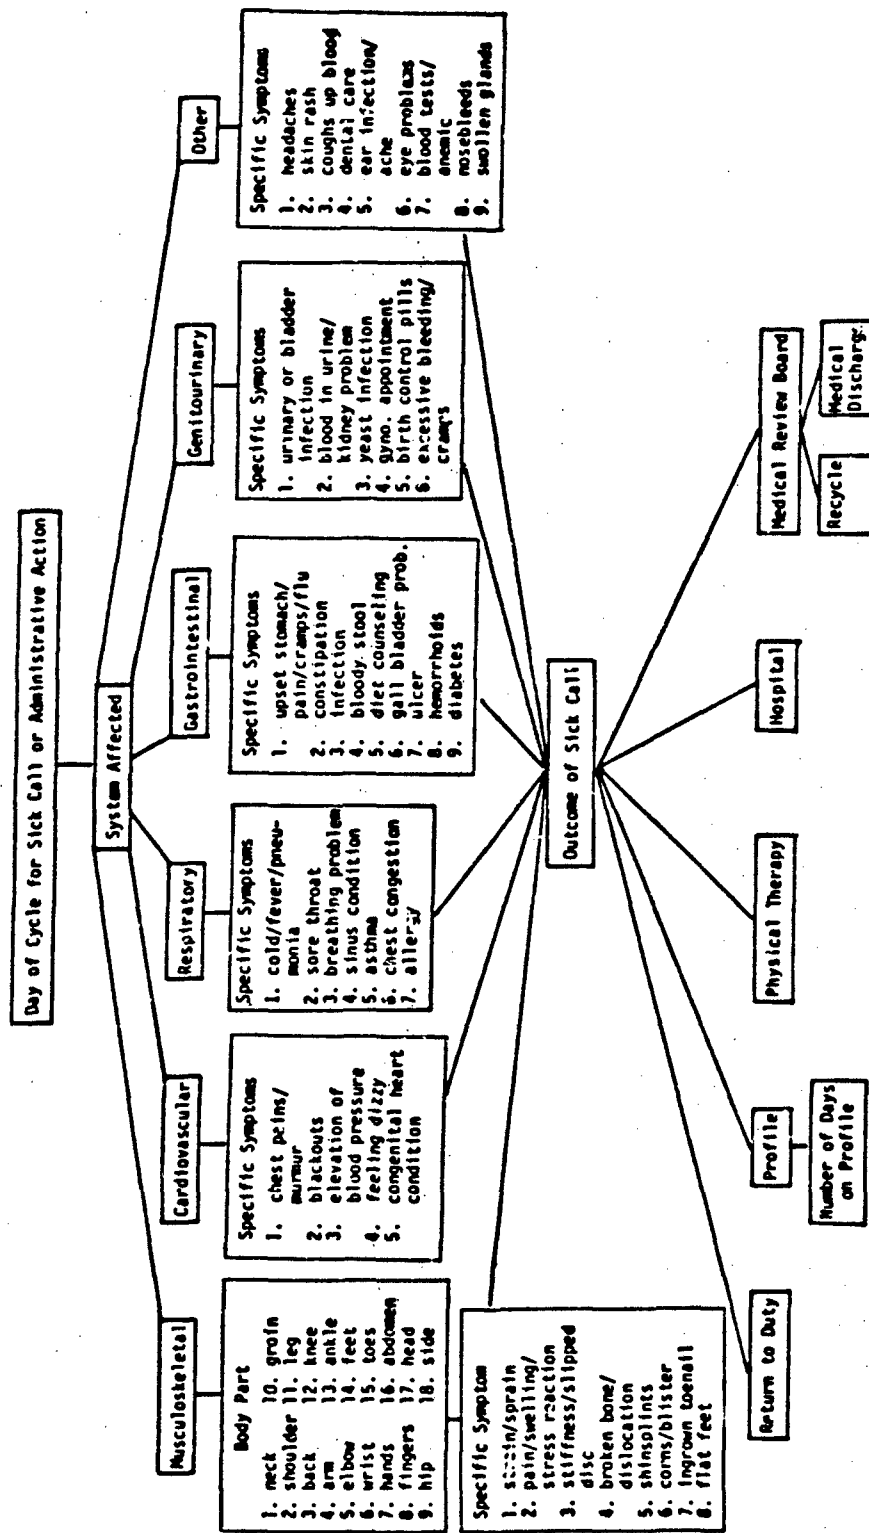 Day of Cycle for Sick Call or Administrative Action
System Affected
Musculoskeletal
Body Part
1. neck 10. groin
2. shoulder 11. leg
3. back 12. knee
4. arm 13. ankle
5. elbow 14. feet
6. wrist 15. toes
7. hands 16. abdomen
8. fingers 17. head
9. hip 18. side
Specific Symptom
1. strain/sprain
2. pain/swelling/
stress reaction
3. stiffness/slipped
disc
4. broken bone/
dislocation
5. shinsplints
6. corns/blister
7. ingrown toenail
8. flat feet
Cardiovascular
Specific Symptoms
1. chest pains/
murmur
2. blackouts
3. elevation of
blood pressure
4. feeling dizzy
5. congenital heart
condition
Respiratory
Specific Symptoms
1. cold/fever/pneu-
monia
2. sore throat
3. breathing problem
4. sinus condition
5. asthma
6. chest congestion
7. allergy
Gastrointestinal
Specific Symptoms
1. upset stomach/
pain/cramps/flu
2. constipation
3. infection
4. bloody stool
5. diet counseling
6. gall bladder prob.
7. ulcer
8. hemorrhoids
9. diabetes
Genitourinary
Specific Symptoms
1. urinary or bladder
infection
2. blood in urine/
kidney problem
3. yeast infection
4. gyno. appointment
5. birth control pills
6. excessive bleeding/
cramps
Other
Specific Symptoms
1. headaches
2. skin rash
3. coughs up blood
4. dental care
5. ear infection/
ache
6. eye problems
7. blood tests/
anemic
8. nosebleeds
9. swollen glands
Outcome of Sick Call
Return to Duty
Profile
Number of Days
on Profile
Physical Therapy
Hospital
Medical Review Board
Recycle
Medical
Discharge